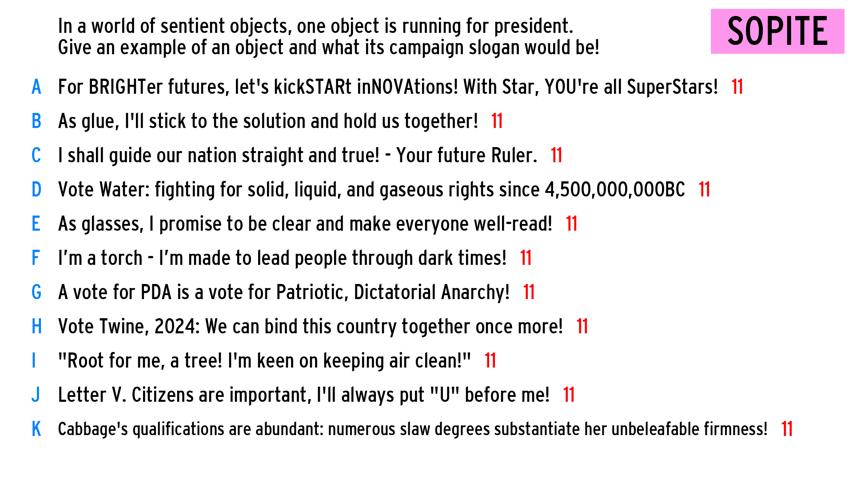 In a world of sentient objects, one object is running for president.
Give an example of an object and what its campaign slogan would be!
SOPITE
A For BRIGHTer futures, let's kickSTARt inNOVAtions! With Star, YOU're all SuperStars! 11
B As glue, I'll stick to the solution and hold us together! 11
C I shall guide our nation straight and true! - Your future Ruler. 11
D Vote Water: fighting for solid, liquid, and gaseous rights since 4,500,000,000BC 11
E As glasses, I promise to be clear and make everyone well-read! 11
F I’m a torch - I’m made to lead people through dark times! 11
G A vote for PDA is a vote for Patriotic, Dictatorial Anarchy! 11
H Vote Twine, 2024: We can bind this country together once more! 11
I "Root for me, a tree! I'm keen on keeping air clean!" 11
J Letter V. Citizens are important, I'll always put "U" before me! 11
K Cabbage's qualifications are abundant: numerous slaw degrees substantiate her unbeleafable firmness! 11